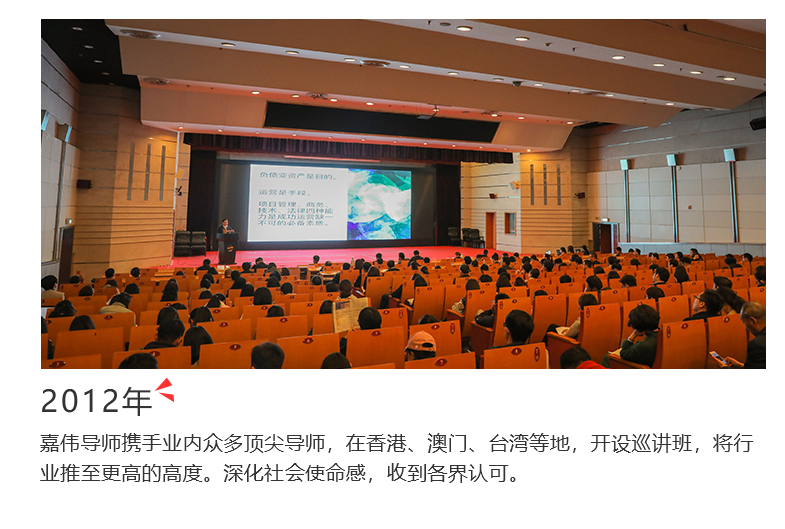 负债业资产是目的。
运营是手段。
项目管理、商务、
技术、法律四种能
力是成功运营缺一
不可的必备素质。
2012年
嘉伟导师携手业内众多顶尖导师，在香港、澳门、台湾等地，开设巡讲班，将行
业推至更高的高度。深化社会使命感，收到各界认可。